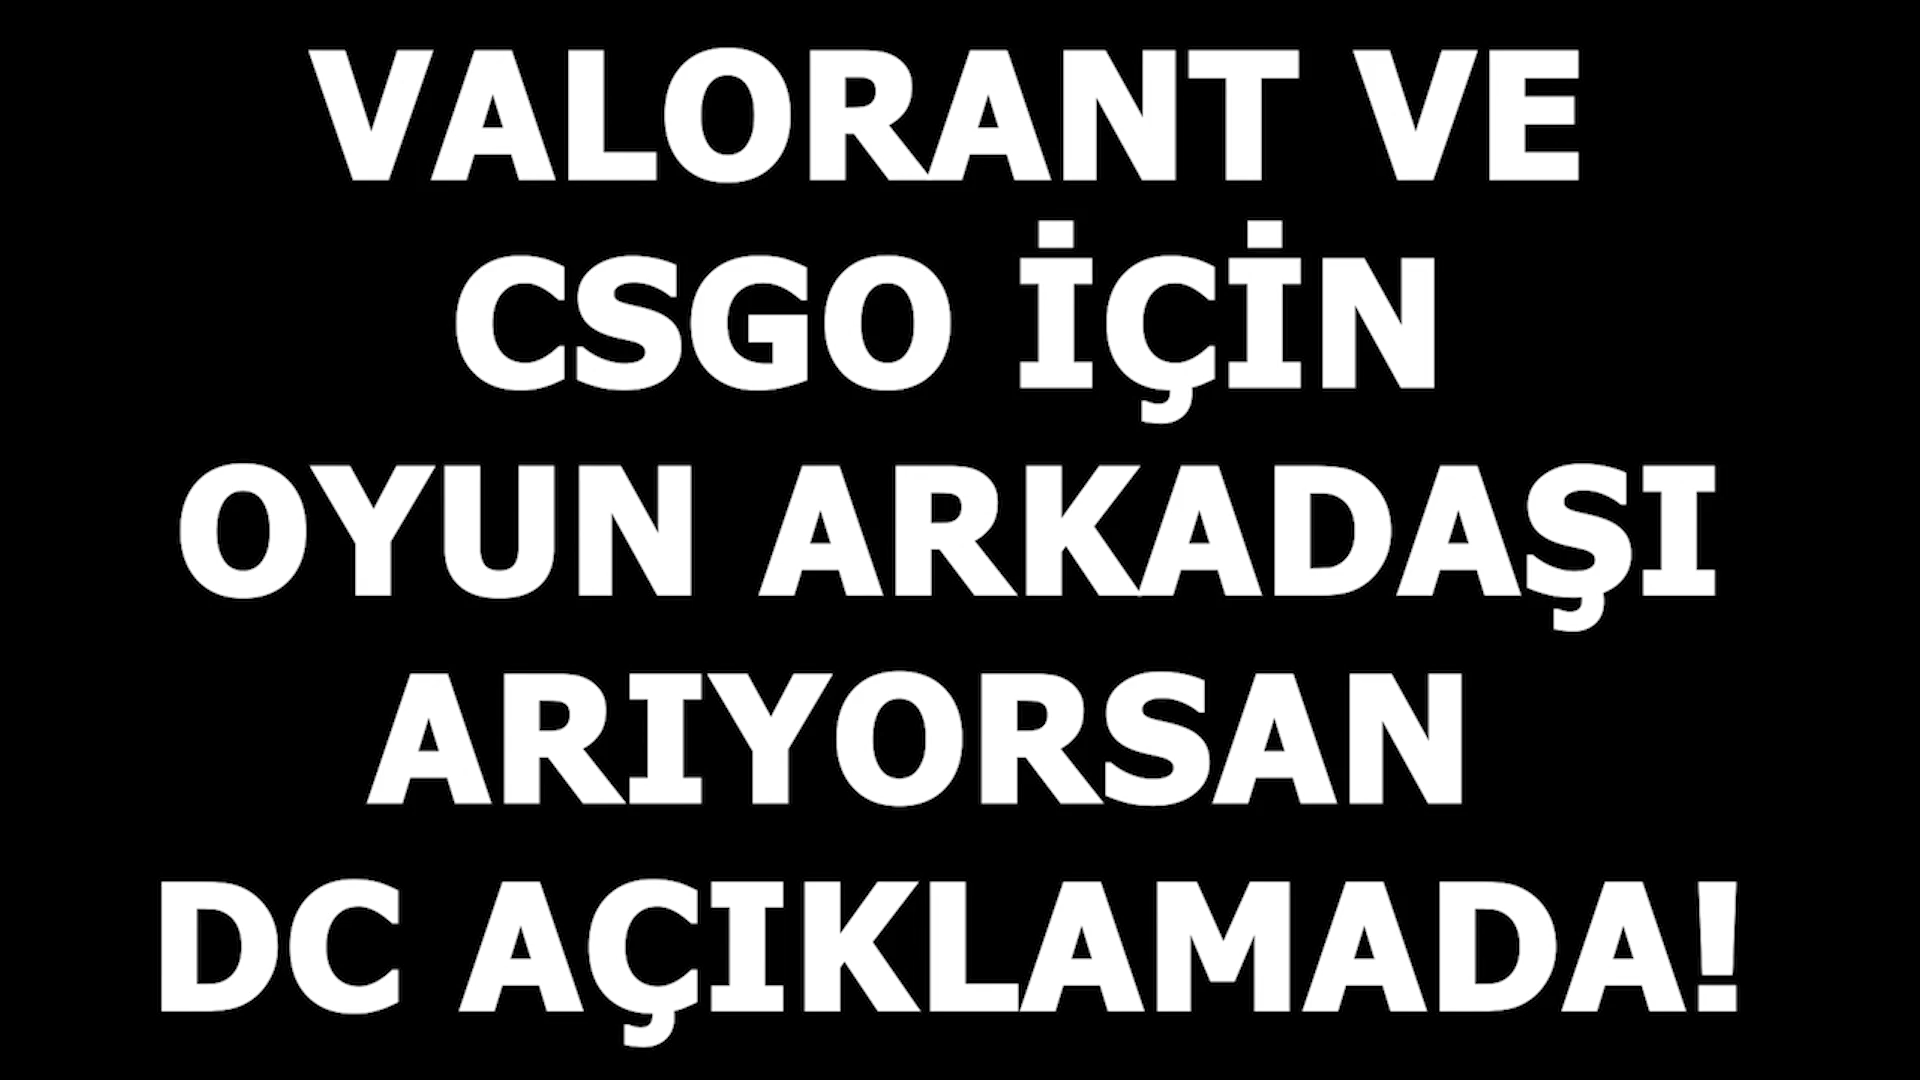 VALORANT VE
CSGO İÇİN
OYUN ARKADAŞI
ARIYORSAN
DC AÇIKLAMADA!